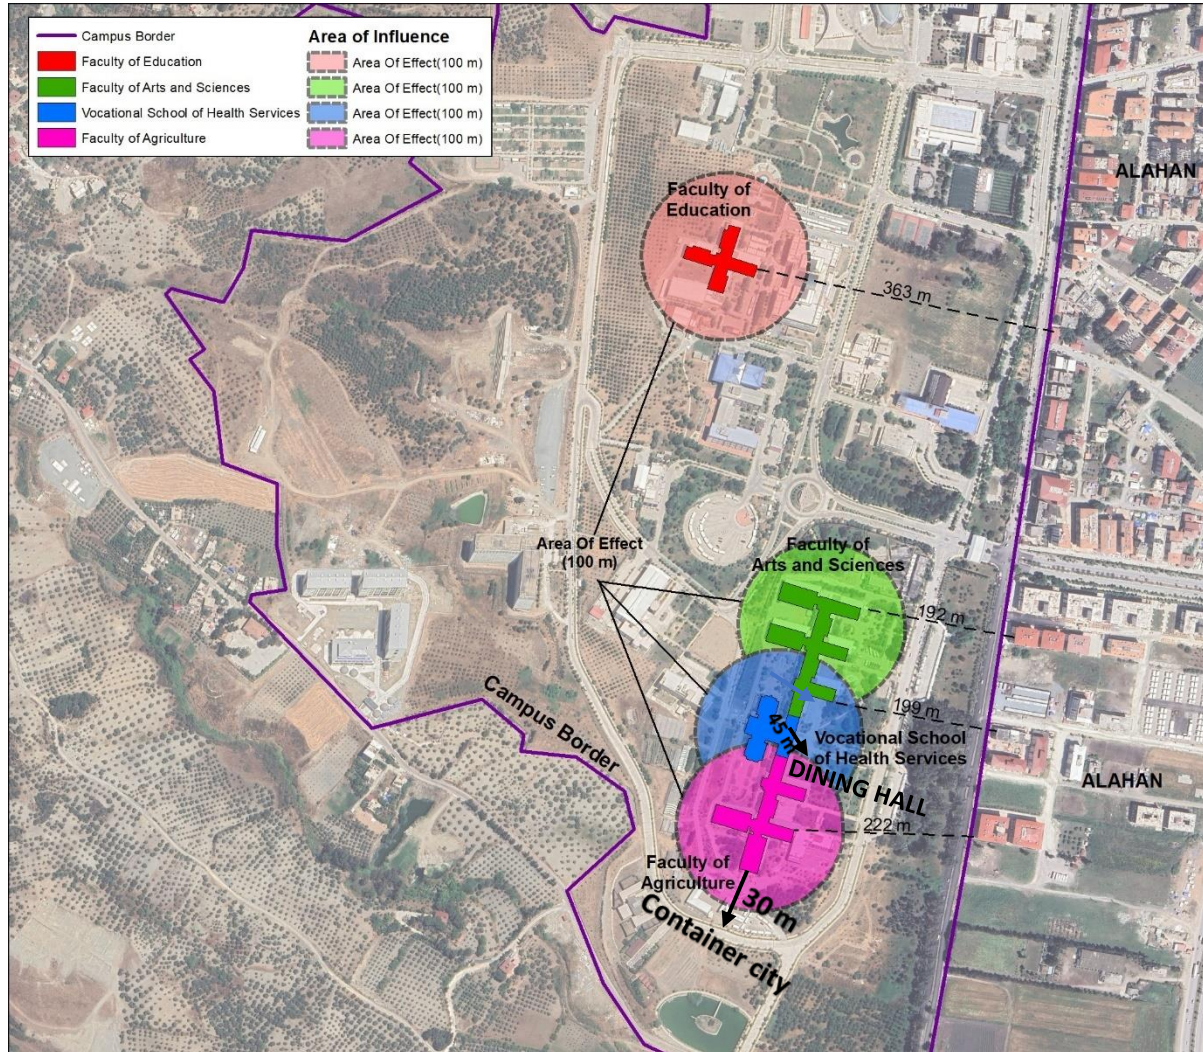 Campus Border
Faculty of Education
Faculty of Arts and Sciences
Vocational School of Health Services
Faculty of Agriculture
Area of Influence
Area Of Effect(100 m)
Area Of Effect(100 m)
Area Of Effect(100 m)
Area Of Effect(100 m)
ALAHAN
Faculty of
Education
363 m
Area Of Effect
(100 m)
Faculty of
Arts and Sciences
192 m
Campus Border
199 m
45 m
Vocational School
of Health Services
DINING HALL
ALAHAN
222 m
Faculty of
Agriculture
30 m
Container city